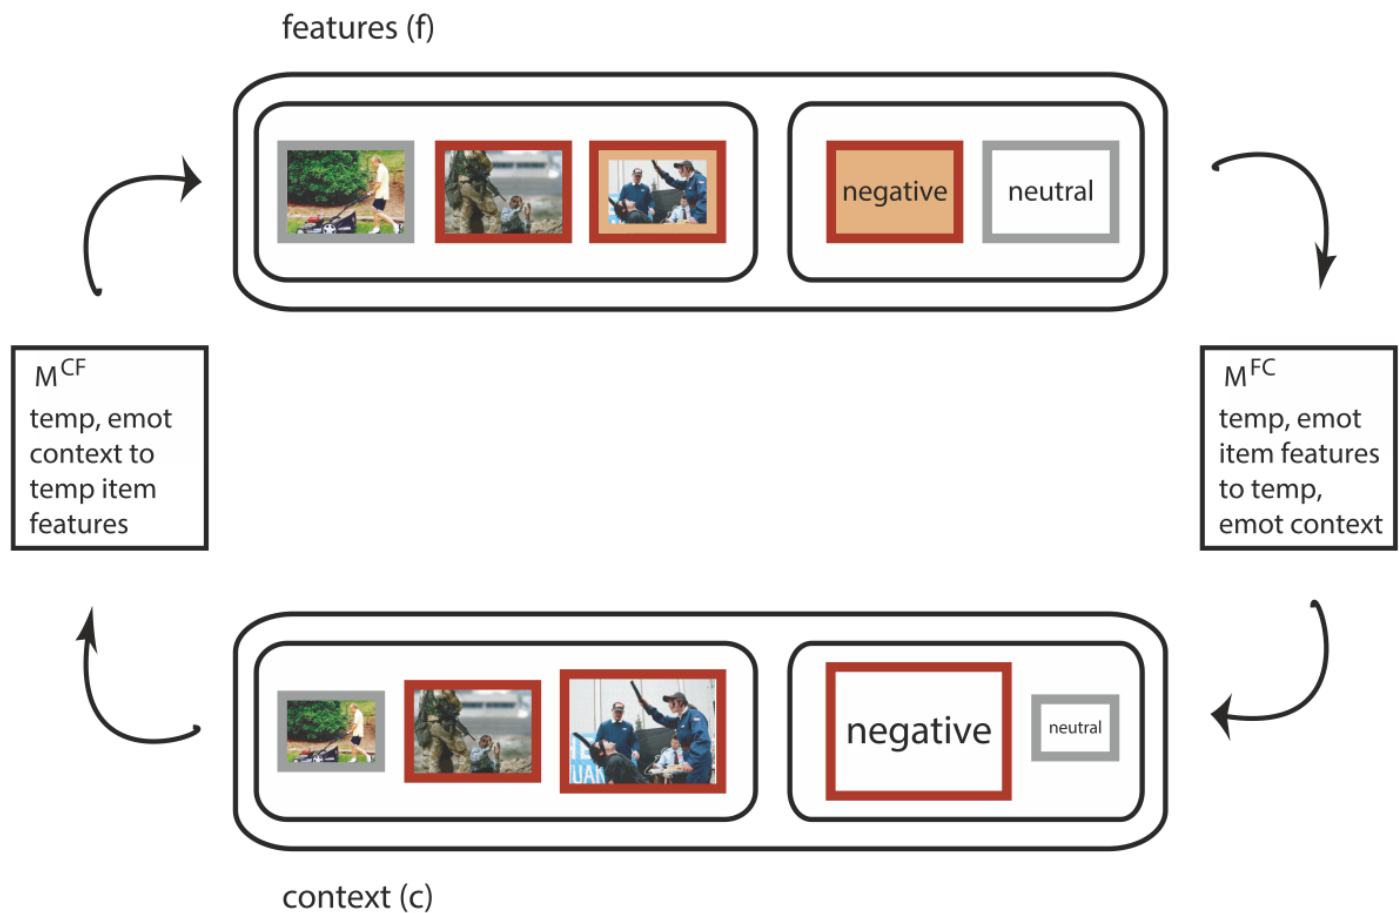 features (f)
negative
neutral
M^CF
temp, emot
context to
temp item
features
M^FC
temp, emot
item features
to temp,
emot context
negative
neutral
context (c)